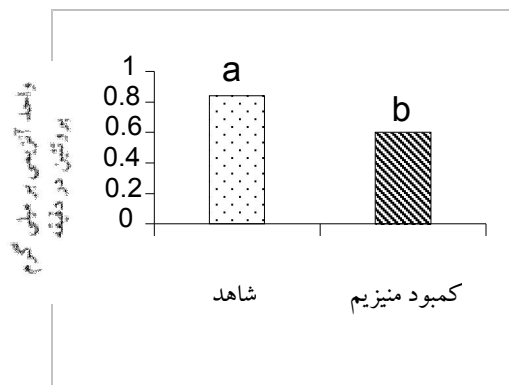 واحد آنزیمی بر میلی گرم
پروتئین در دقیقه
1
0.8
0.6
0.4
0.2
0
a
b
شاهد
کمبود منیزیم